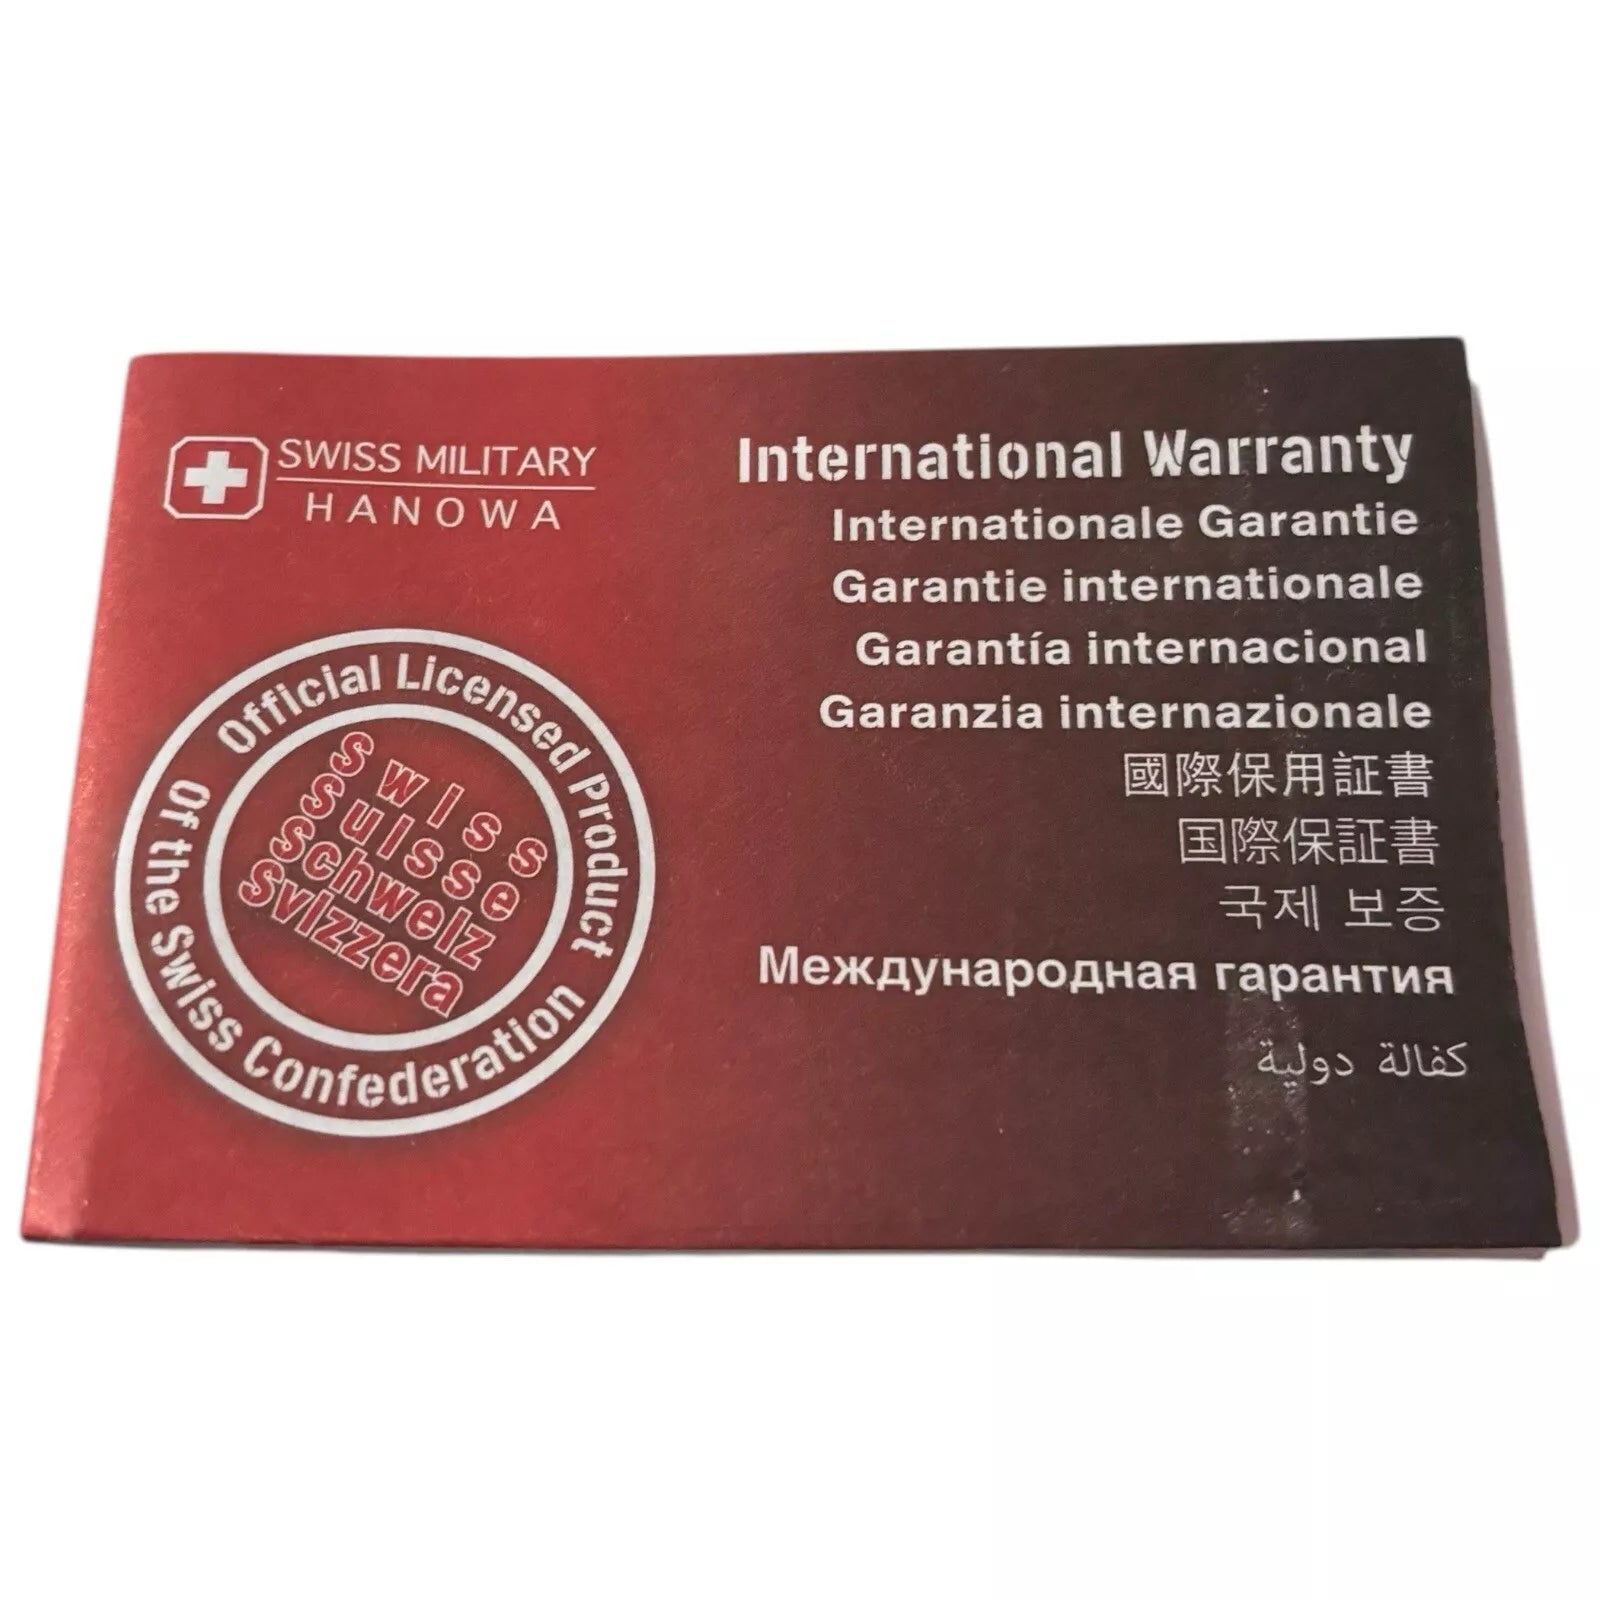 SWISS MILITARY
HANOWA
Official Licensed Product
Of the Swiss Confederation
Swiss
Suisse
Schweiz
Svizzera
International Warranty
Internationale Garantie
Garantie internationale
Garantía internacional
Garanzia internazionale
國際保用証書
国際保証書
국제 보증
Международная гарантия
كفالة دولية